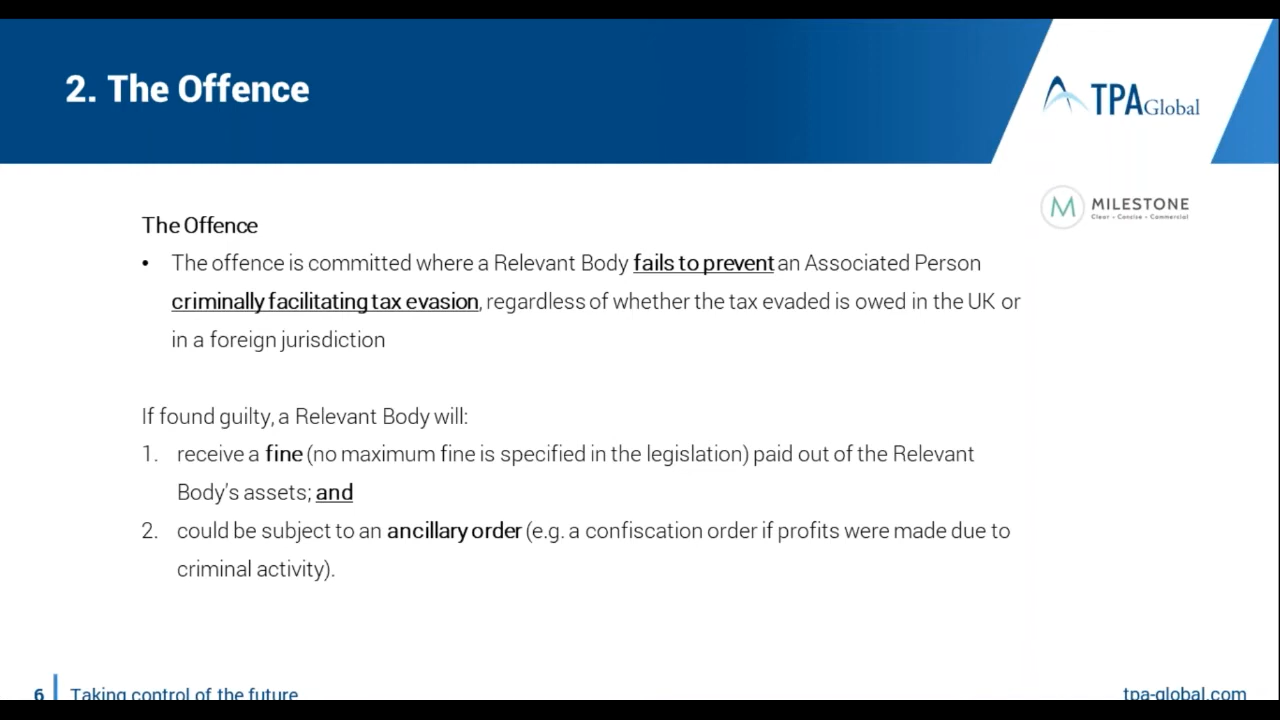 2. The Offence
TPAGlobal
MILESTONE
Clear • Concise • Commercial
The Offence
• The offence is committed where a Relevant Body fails to prevent an Associated Person
criminally facilitating tax evasion, regardless of whether the tax evaded is owed in the UK or
in a foreign jurisdiction
If found guilty, a Relevant Body will:
1. receive a fine (no maximum fine is specified in the legislation) paid out of the Relevant
Body's assets; and
2. could be subject to an ancillary order (e.g. a confiscation order if profits were made due to
criminal activity).
6 Taking control of the future
tpa-global.com